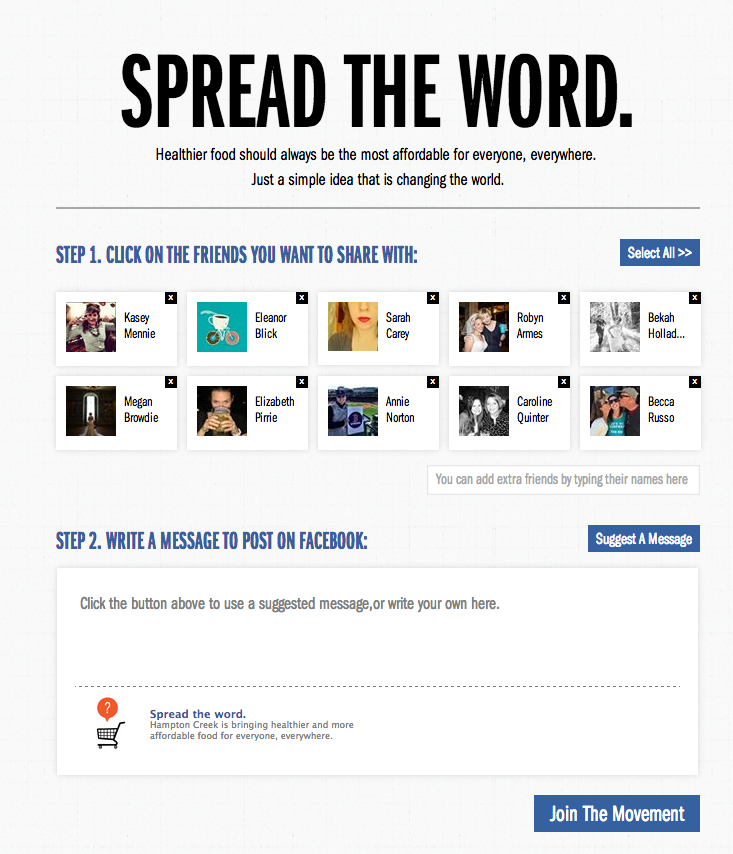 SPREAD THE WORD.
Healthier food should always be the most affordable for everyone, everywhere.
Just a simple idea that is changing the world.
STEP 1. CLICK ON THE FRIENDS YOU WANT TO SHARE WITH:
Select All >>
x
Kasey
Mennie
x
Eleanor
Blick
x
Sarah
Carey
x
Robyn
Armes
x
Bekah
Hollad...
x
Megan
Browdie
x
Elizabeth
Pirrie
x
Annie
Norton
x
Caroline
Quinter
x
Becca
Russo
You can add extra friends by typing their names here
STEP 2. WRITE A MESSAGE TO POST ON FACEBOOK:
Suggest A Message
Click the button above to use a suggested message,or write your own here.
?
Spread the word.
Hampton Creek is bringing healthier and more
affordable food for everyone, everywhere.
Join The Movement